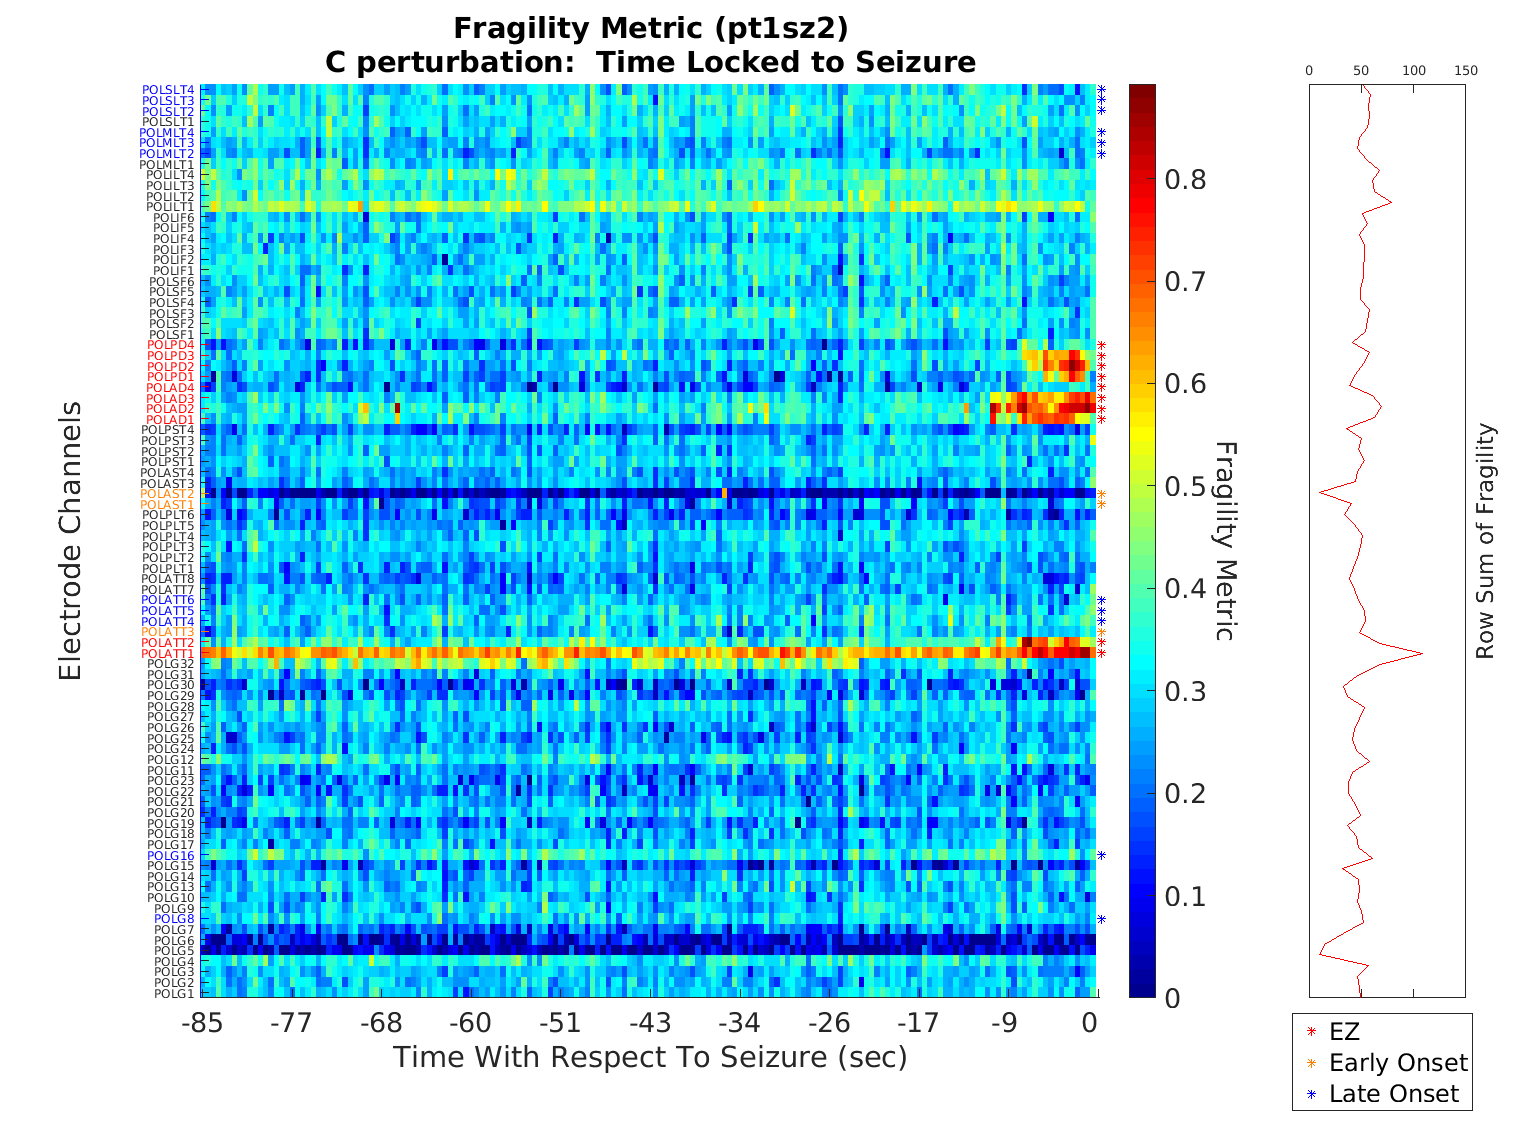 Fragility Metric (pt1sz2)
C perturbation: Time Locked to Seizure
Electrode Channels
POLSLT4
POLSLT3
POLSLT2
POLSLT1
POLMLT4
POLMLT3
POLMLT2
POLMLT1
POLILT4
POLILT3
POLILT2
POLILT1
POLIF6
POLIF5
POLIF4
POLIF3
POLIF2
POLIF1
POLSF6
POLSF5
POLSF4
POLSF3
POLSF2
POLSF1
POLPD4
POLPD3
POLPD2
POLPD1
POLAD4
POLAD3
POLAD2
POLAD1
POLPST4
POLPST3
POLPST2
POLPST1
POLAST4
POLAST3
POLAST2
POLAST1
POLPLT6
POLPLT5
POLPLT4
POLPLT3
POLPLT2
POLPLT1
POLATT8
POLATT7
POLATT6
POLATT5
POLATT4
POLATT3
POLATT2
POLATT1
POLG32
POLG31
POLG30
POLG29
POLG28
POLG27
POLG26
POLG25
POLG24
POLG12
POLG11
POLG23
POLG22
POLG21
POLG20
POLG19
POLG18
POLG17
POLG16
POLG15
POLG14
POLG13
POLG10
POLG9
POLG8
POLG7
POLG6
POLG5
POLG4
POLG3
POLG2
POLG1
-85 -77 -68 -60 -51 -43 -34 -26 -17 -9 0
Time With Respect To Seizure (sec)
0.8
0.7
0.6
0.5
0.4
0.3
0.2
0.1
0
Fragility Metric
0 50 100 150
Row Sum of Fragility
EZ
Early Onset
Late Onset